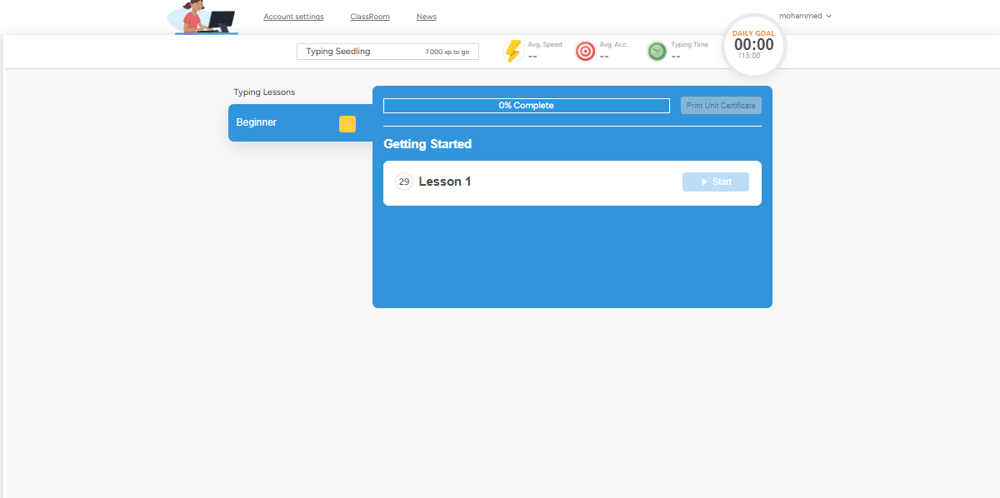 Account settings
ClassRoom
News
mohammed
Typing Seedling
7000 xp to go
Avg. Speed
--
Avg. Acc.
--
Typing Time
--
DAILY GOAL
00:00
/15:00
Typing Lessons
Beginner
0% Complete
Print Unit Certificate
Getting Started
29
Lesson 1
Start